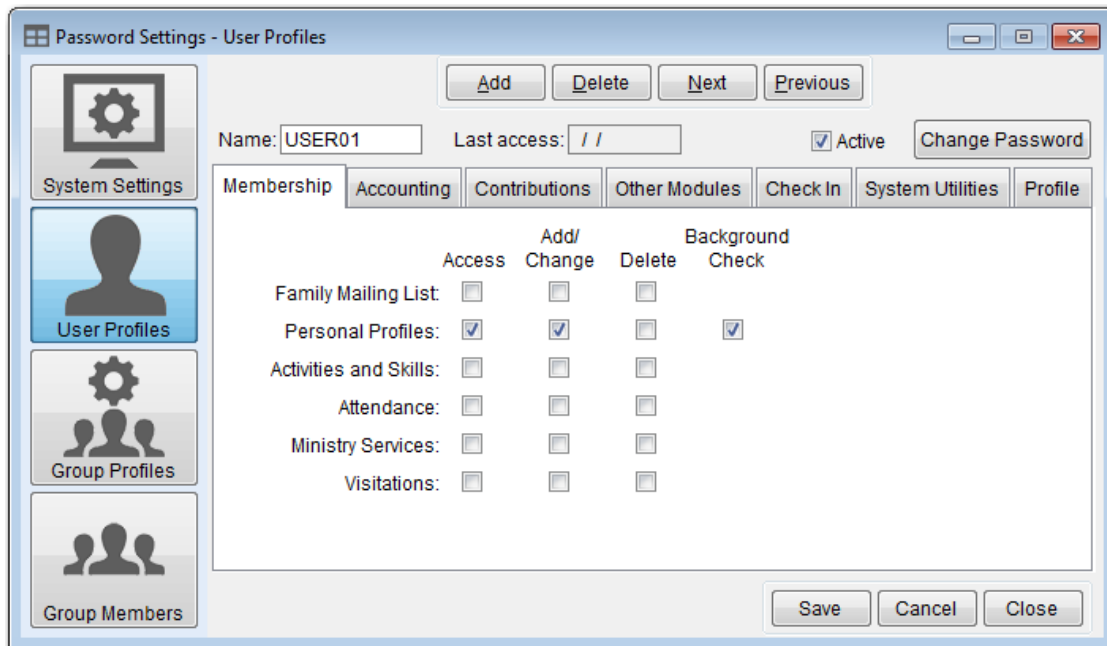 Password Settings - User Profiles
Add Delete Next Previous
Name: USER01 Last access: / / Active Change Password
System Settings
User Profiles
Group Profiles
Group Members
Membership Accounting Contributions Other Modules Check In System Utilities Profile
Access Add/ Change Delete Background Check
Family Mailing List:
Personal Profiles:
Activities and Skills:
Attendance:
Ministry Services:
Visitations:
Save Cancel Close